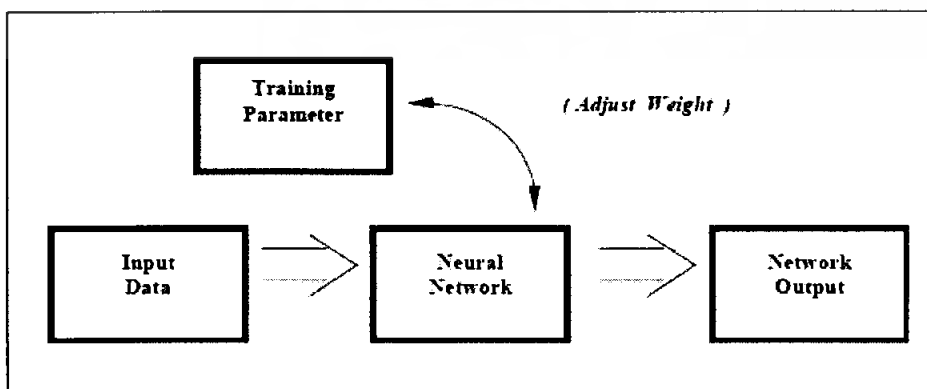 Training
Parameter
( Adjust Weight )
Input
Data
Neural
Network
Network
Output